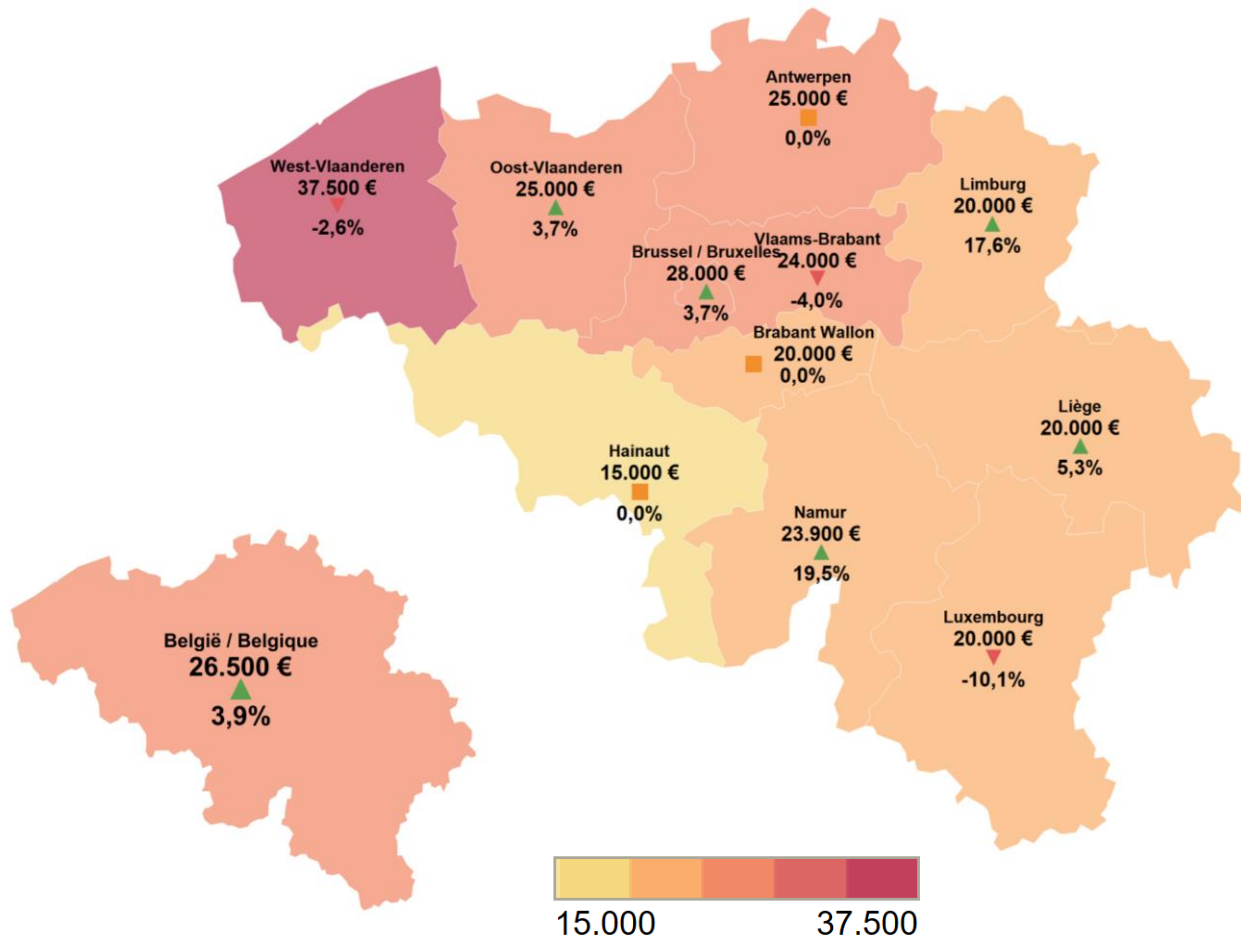 Antwerpen
25.000 €
0,0%
West-Vlaanderen
37.500 €
-2,6%
Oost-Vlaanderen
25.000 €
3,7%
Limburg
20.000 €
17,6%
Brussel / Bruxelles
28.000 €
3,7%
Vlaams-Brabant
24.000 €
-4,0%
Brabant Wallon
20.000 €
0,0%
Liège
20.000 €
5,3%
Hainaut
15.000 €
0,0%
Namur
23.900 €
19,5%
Luxembourg
20.000 €
-10,1%
België / Belgique
26.500 €
3,9%
15.000 37.500